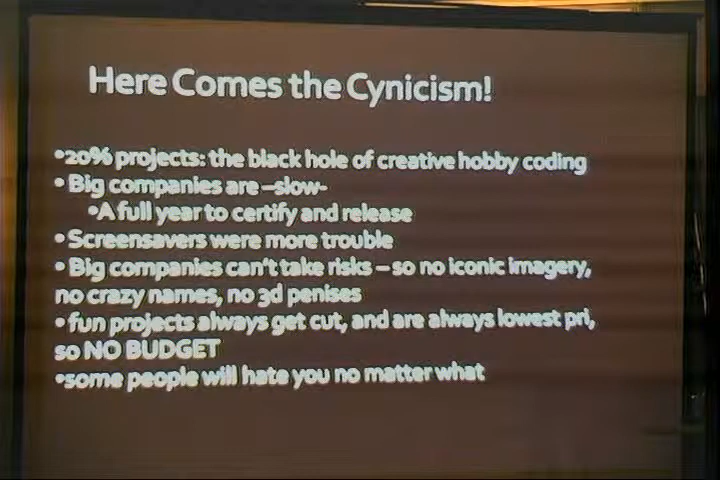 Here Comes the Cynicism!
•20% projects: the black hole of creative hobby coding
• Big companies are –slow-
•A full year to certify and release
• Screensavers were more trouble
• Big companies can't take risks – so no iconic imagery,
no crazy names, no 3d penises
• fun projects always get cut, and are always lowest pri,
so NO BUDGET
•some people will hate you no matter what